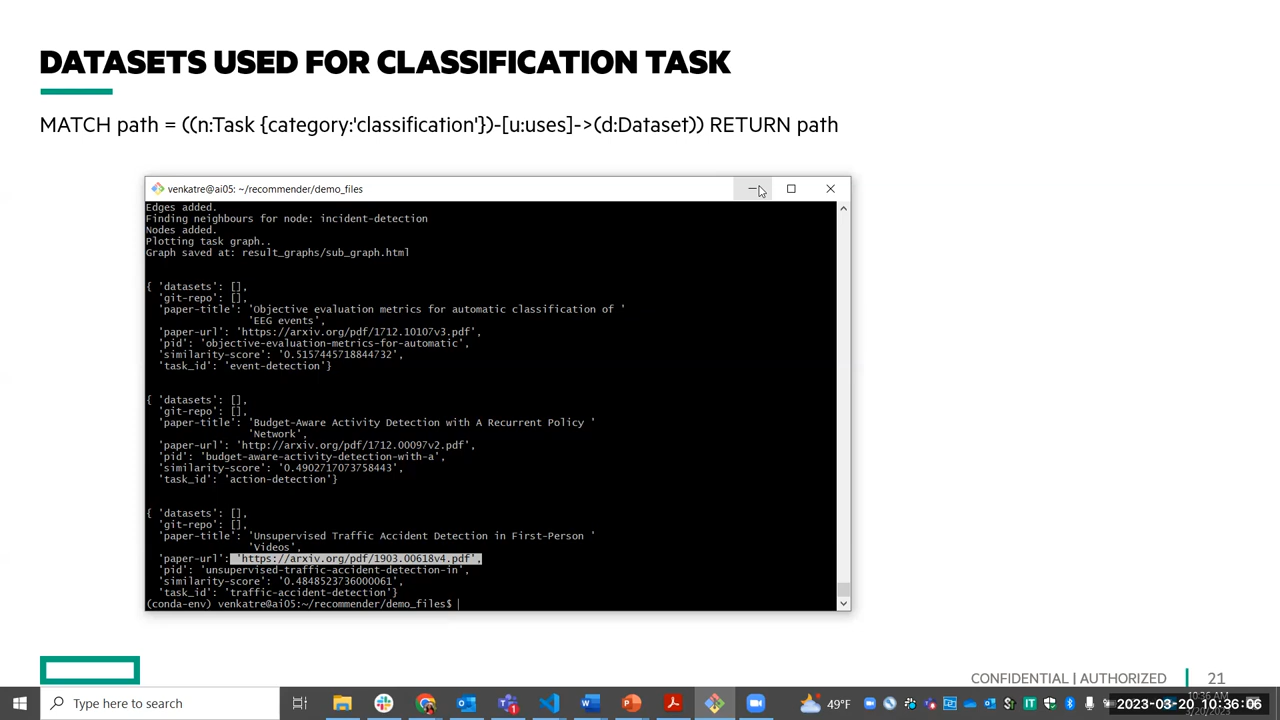 DATASETS USED FOR CLASSIFICATION TASK
MATCH path = ((n:Task {category:'classification'})-[u:uses]->(d:Dataset)) RETURN path
venkatre@ai05: ~/recommender/demo_files
Edges added.
Finding neighbours for node: incident-detection
Nodes added.
Plotting task graph..
Graph saved at: result_graphs/sub_graph.html
{ 'datasets': [],
'git-repo': [],
'paper-title': 'Objective evaluation metrics for automatic classification of '
'EEG events',
'paper-url': 'https://arxiv.org/pdf/1712.10107v3.pdf',
'pid': 'objective-evaluation-metrics-for-automatic',
'similarity-score': '0.5157445718844732',
'task_id': 'event-detection'}
{ 'datasets': [],
'git-repo': [],
'paper-title': 'Budget-Aware Activity Detection with A Recurrent Policy '
'Network',
'paper-url': 'http://arxiv.org/pdf/1712.00097v2.pdf',
'pid': 'budget-aware-activity-detection-with-a',
'similarity-score': '0.4902717073758443',
'task_id': 'action-detection'}
{ 'datasets': [],
'git-repo': [],
'paper-title': 'Unsupervised Traffic Accident Detection in First-Person '
'Videos',
'paper-url': 'https://arxiv.org/pdf/1903.00618v4.pdf',
'pid': 'unsupervised-traffic-accident-detection-in',
'similarity-score': '0.4848523736000061',
'task_id': 'traffic-accident-detection'}
(conda-env) venkatre@ai05:~/recommender/demo_files$
CONFIDENTIAL | AUTHORIZED 21
Type here to search
49°F
10:36 AM
2023-03-20 10:36:06